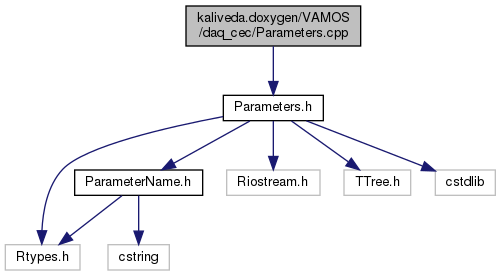 kaliveda.doxygen/VAMOS
/daq_cec/Parameters.cpp
Parameters.h
ParameterName.h
Riostream.h
TTree.h
cstdlib
Rtypes.h
cstring